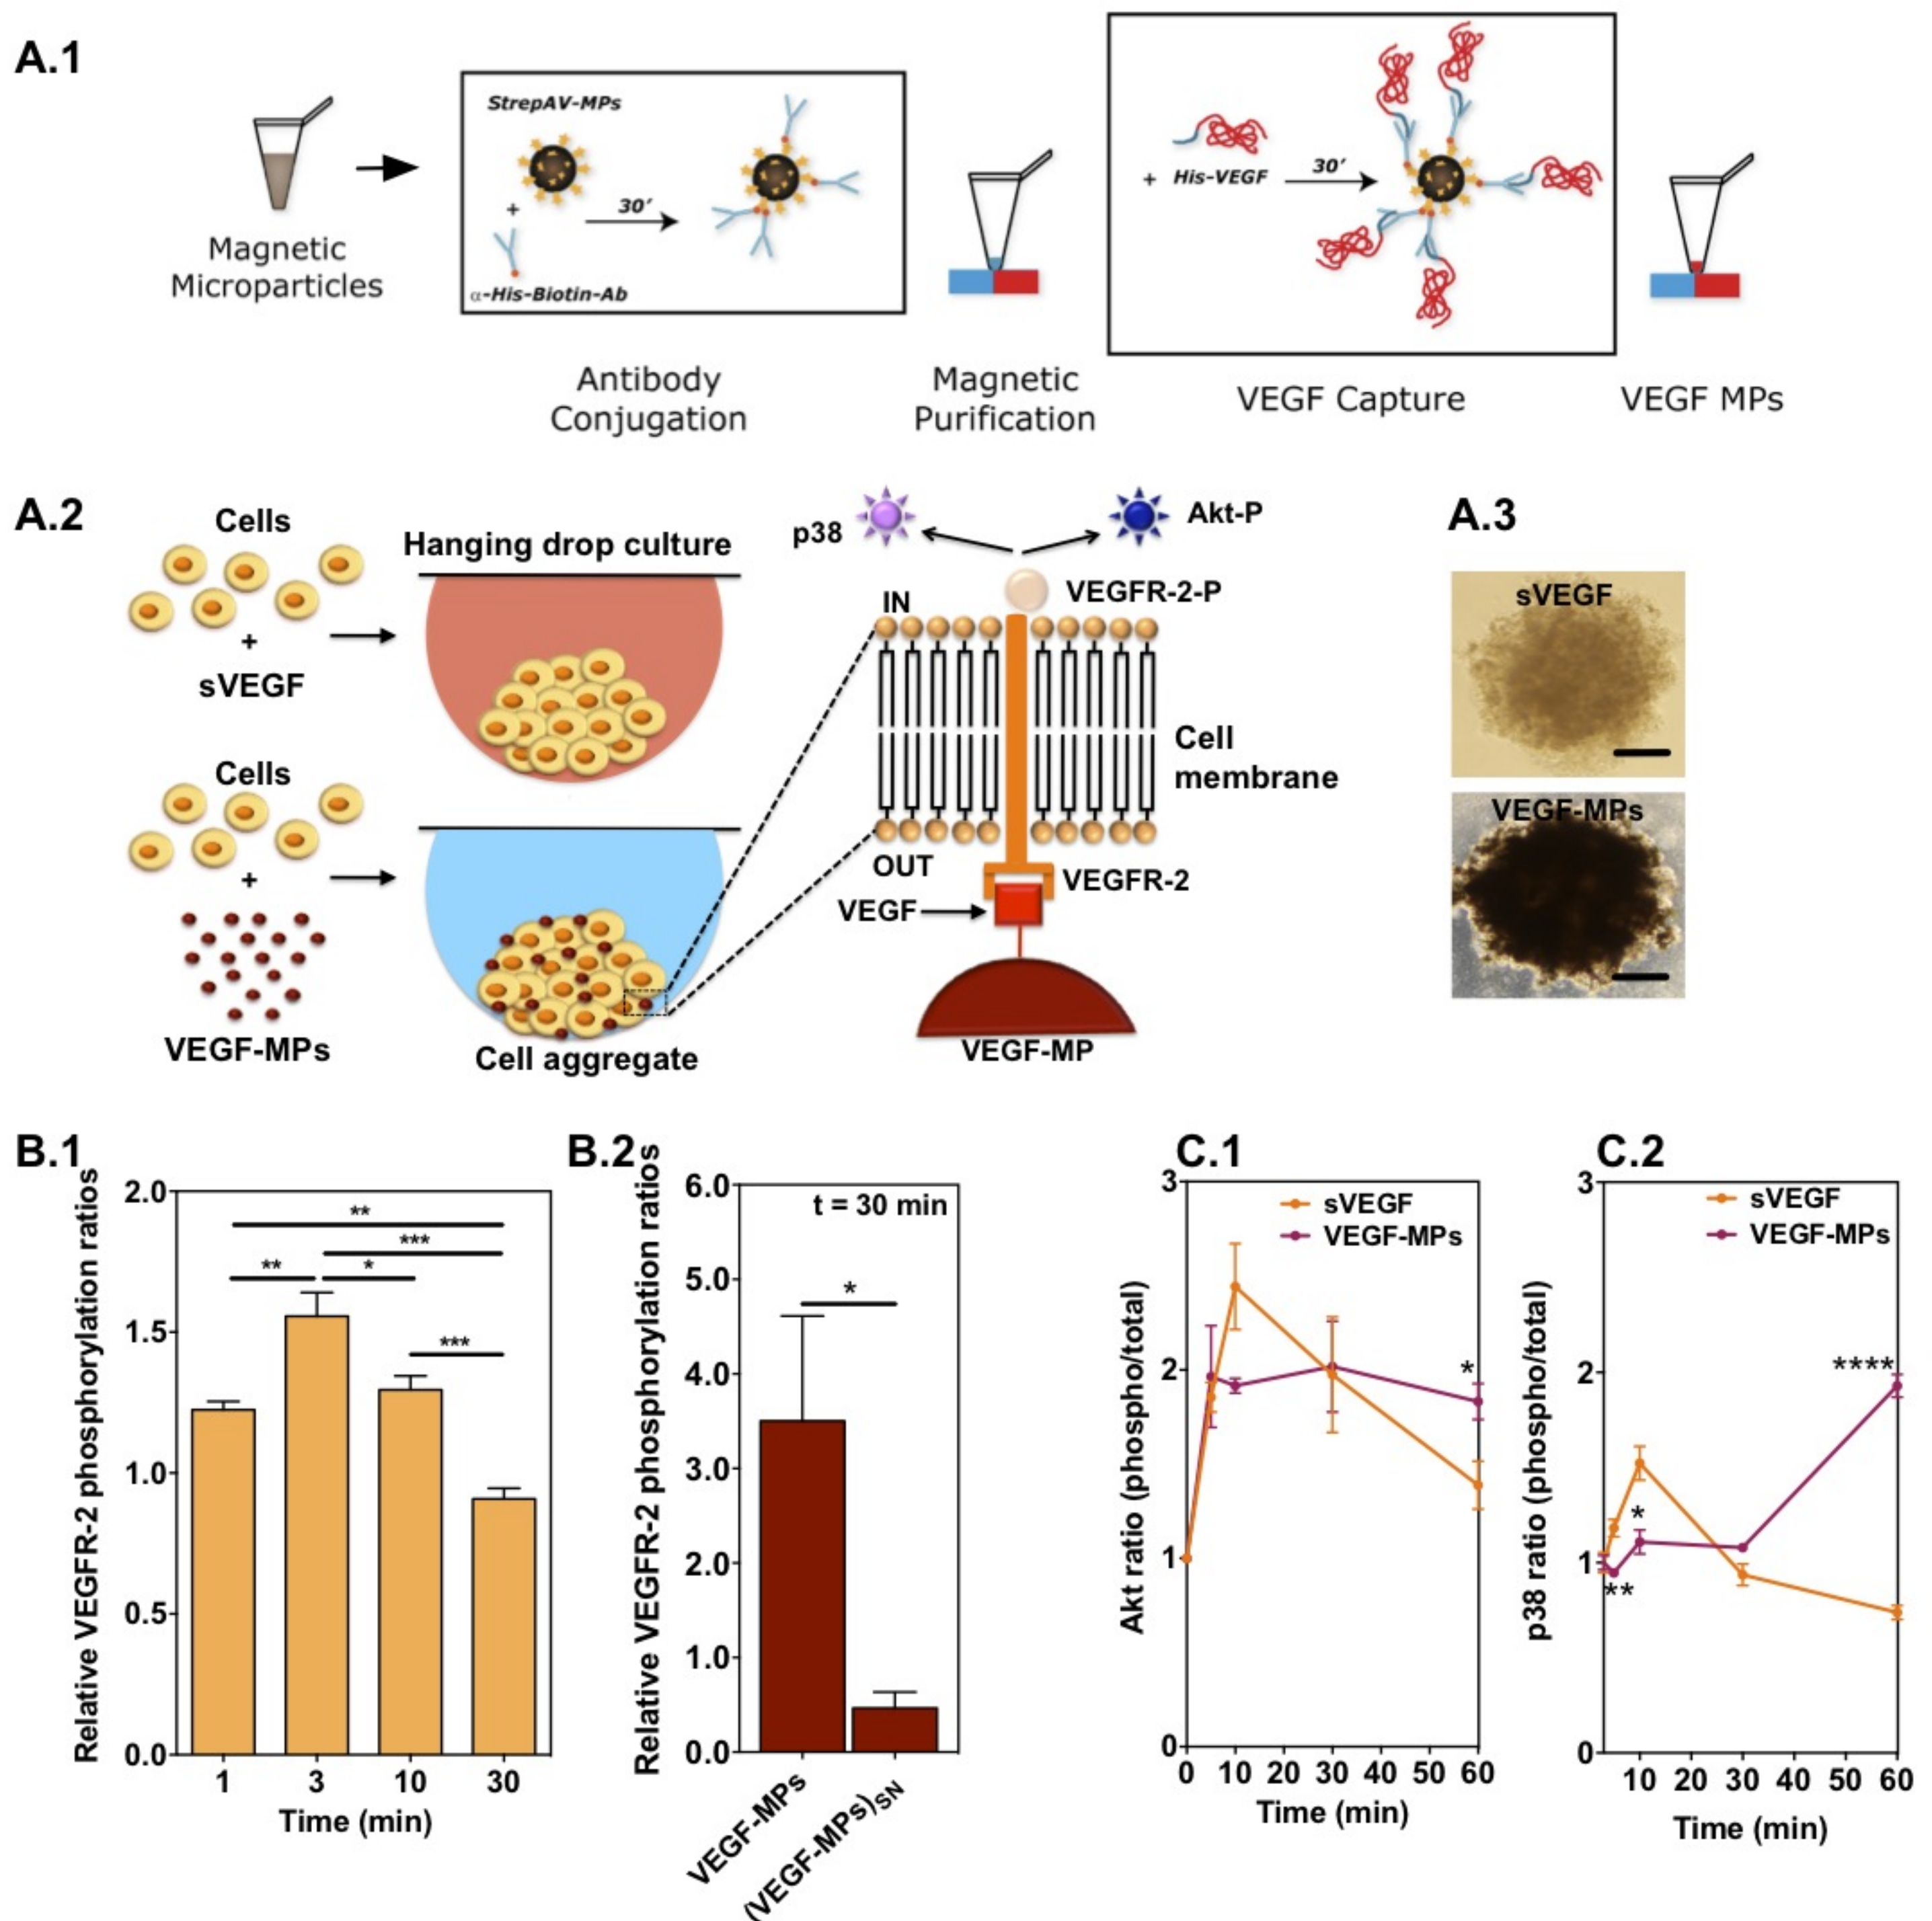 A.1
StrepAV-MPs
+
30′
α-His-Biotin-Ab
+ His-VEGF
30′
Magnetic
Microparticles
Antibody
Conjugation
Magnetic
Purification
VEGF Capture
VEGF MPs
A.2
Cells
+
sVEGF
Hanging drop culture
Cells
+
VEGF-MPs
Cell aggregate
p38
Akt-P
VEGFR-2-P
IN
Cell
membrane
OUT
VEGFR-2
VEGF
VEGF-MP
A.3
sVEGF
VEGF-MPs
B.1
Relative VEGFR-2 phosphorylation ratios
2.0
1.5
1.0
0.5
0.0
**
***
** *
***
1 3 10 30
Time (min)
B.2
Relative VEGFR-2 phosphorylation ratios
6.0
5.0
4.0
3.0
2.0
1.0
0.0
t = 30 min
*
VEGF-MPs
(VEGF-MPs)SN
C.1
Akt ratio (phospho/total)
3
2
1
0
sVEGF
VEGF-MPs
*
0 10 20 30 40 50 60
Time (min)
C.2
p38 ratio (phospho/total)
3
2
1
0
sVEGF
VEGF-MPs
****
*
**
10 20 30 40 50 60
Time (min)